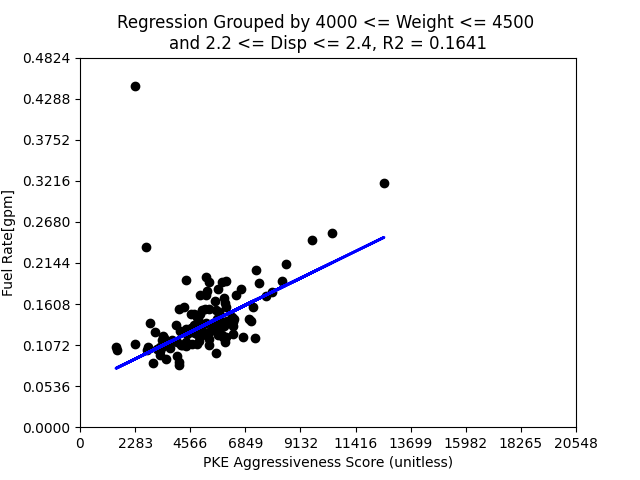 Regression Grouped by 4000 <= Weight <= 4500
and 2.2 <= Disp <= 2.4, R2 = 0.1641
0.4824
0.4288
0.3752
0.3216
0.2680
0.2144
0.1608
0.1072
0.0536
0.0000
Fuel Rate[gpm]
0 2283 4566 6849 9132 11416 13699 15982 18265 20548
PKE Aggressiveness Score (unitless)